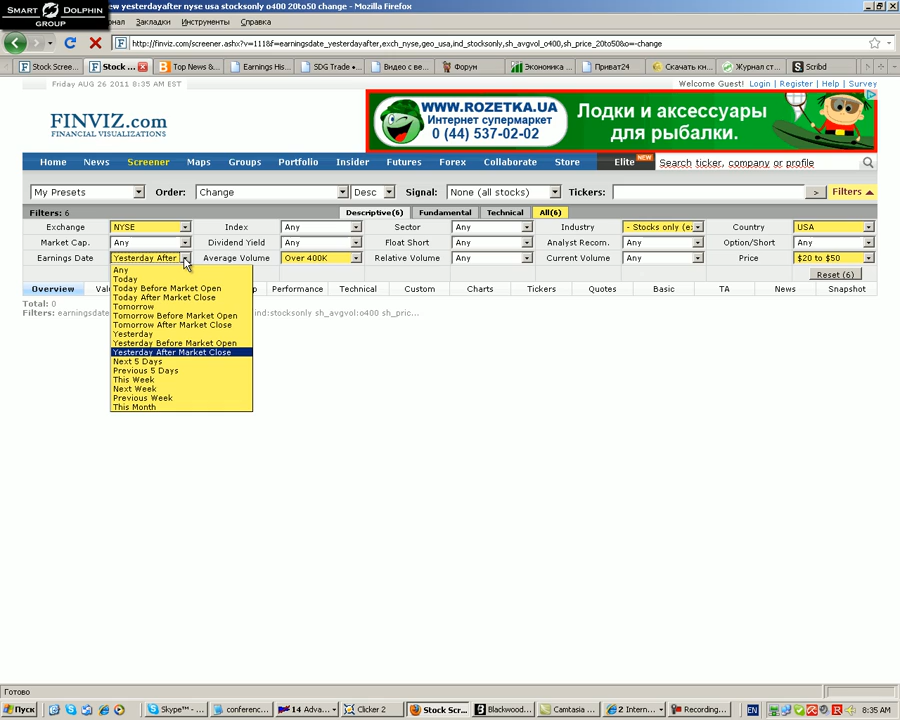 SMART DOLPHIN
GROUP
ew yesterdayafter nyse usa stocksonly o400 20to50 change - Mozilla Firefox
Закладки Инструменты Справка
http://finviz.com/screener.ashx?v=111&f=earningsdate_yesterdayafter,exch_nyse,geo_usa,ind_stocksonly,sh_avgvol_o400,sh_price_20to50&o=-change
Stock Scree... Stock ... Top News &... Earnings His... SDG Trade •... Видео с ве... Форум Экономика ... Приват24 Скачать кн... Журнал ст... Scribd
Friday AUG 26 2011 8:35 AM EST
Welcome Guest! Login | Register | Help | Survey
FINVIZ.com
FINANCIAL VISUALIZATIONS
WWW.ROZETKA.UA
Интернет супермаркет
0 (44) 537-02-02
Лодки и аксессуары
для рыбалки.
Home News Screener Maps Groups Portfolio Insider Futures Forex Collaborate Store Elite NEW Search ticker, company or profile
My Presets Order: Change Desc Signal: None (all stocks) Tickers: > Filters
Filters: 6 Descriptive(6) Fundamental Technical All(6)
Exchange NYSE Index Any Sector Any Industry - Stocks only (e: Country USA
Market Cap. Any Dividend Yield Any Float Short Any Analyst Recom. Any Option/Short Any
Earnings Date Yesterday After Average Volume Over 400K Relative Volume Any Current Volume Any Price $20 to $50
Reset (6)
Overview Performance Technical Custom Charts Tickers Quotes Basic TA News Snapshot
Any
Today
Today Before Market Open
Today After Market Close
Tomorrow
Tomorrow Before Market Open
Tomorrow After Market Close
Yesterday
Yesterday Before Market Open
Yesterday After Market Close
Next 5 Days
Previous 5 Days
This Week
Next Week
Previous Week
This Month
Total: 0
Filters: earningsdate ind:stocksonly sh_avgvol:o400 sh_pric...
Готово
Пуск Skype™ -... conferenc... 14 Advan... Clicker 2 Stock Scr... Blackwood... Camtasia ... 2 Intern... Recording... EN 8:35 AM